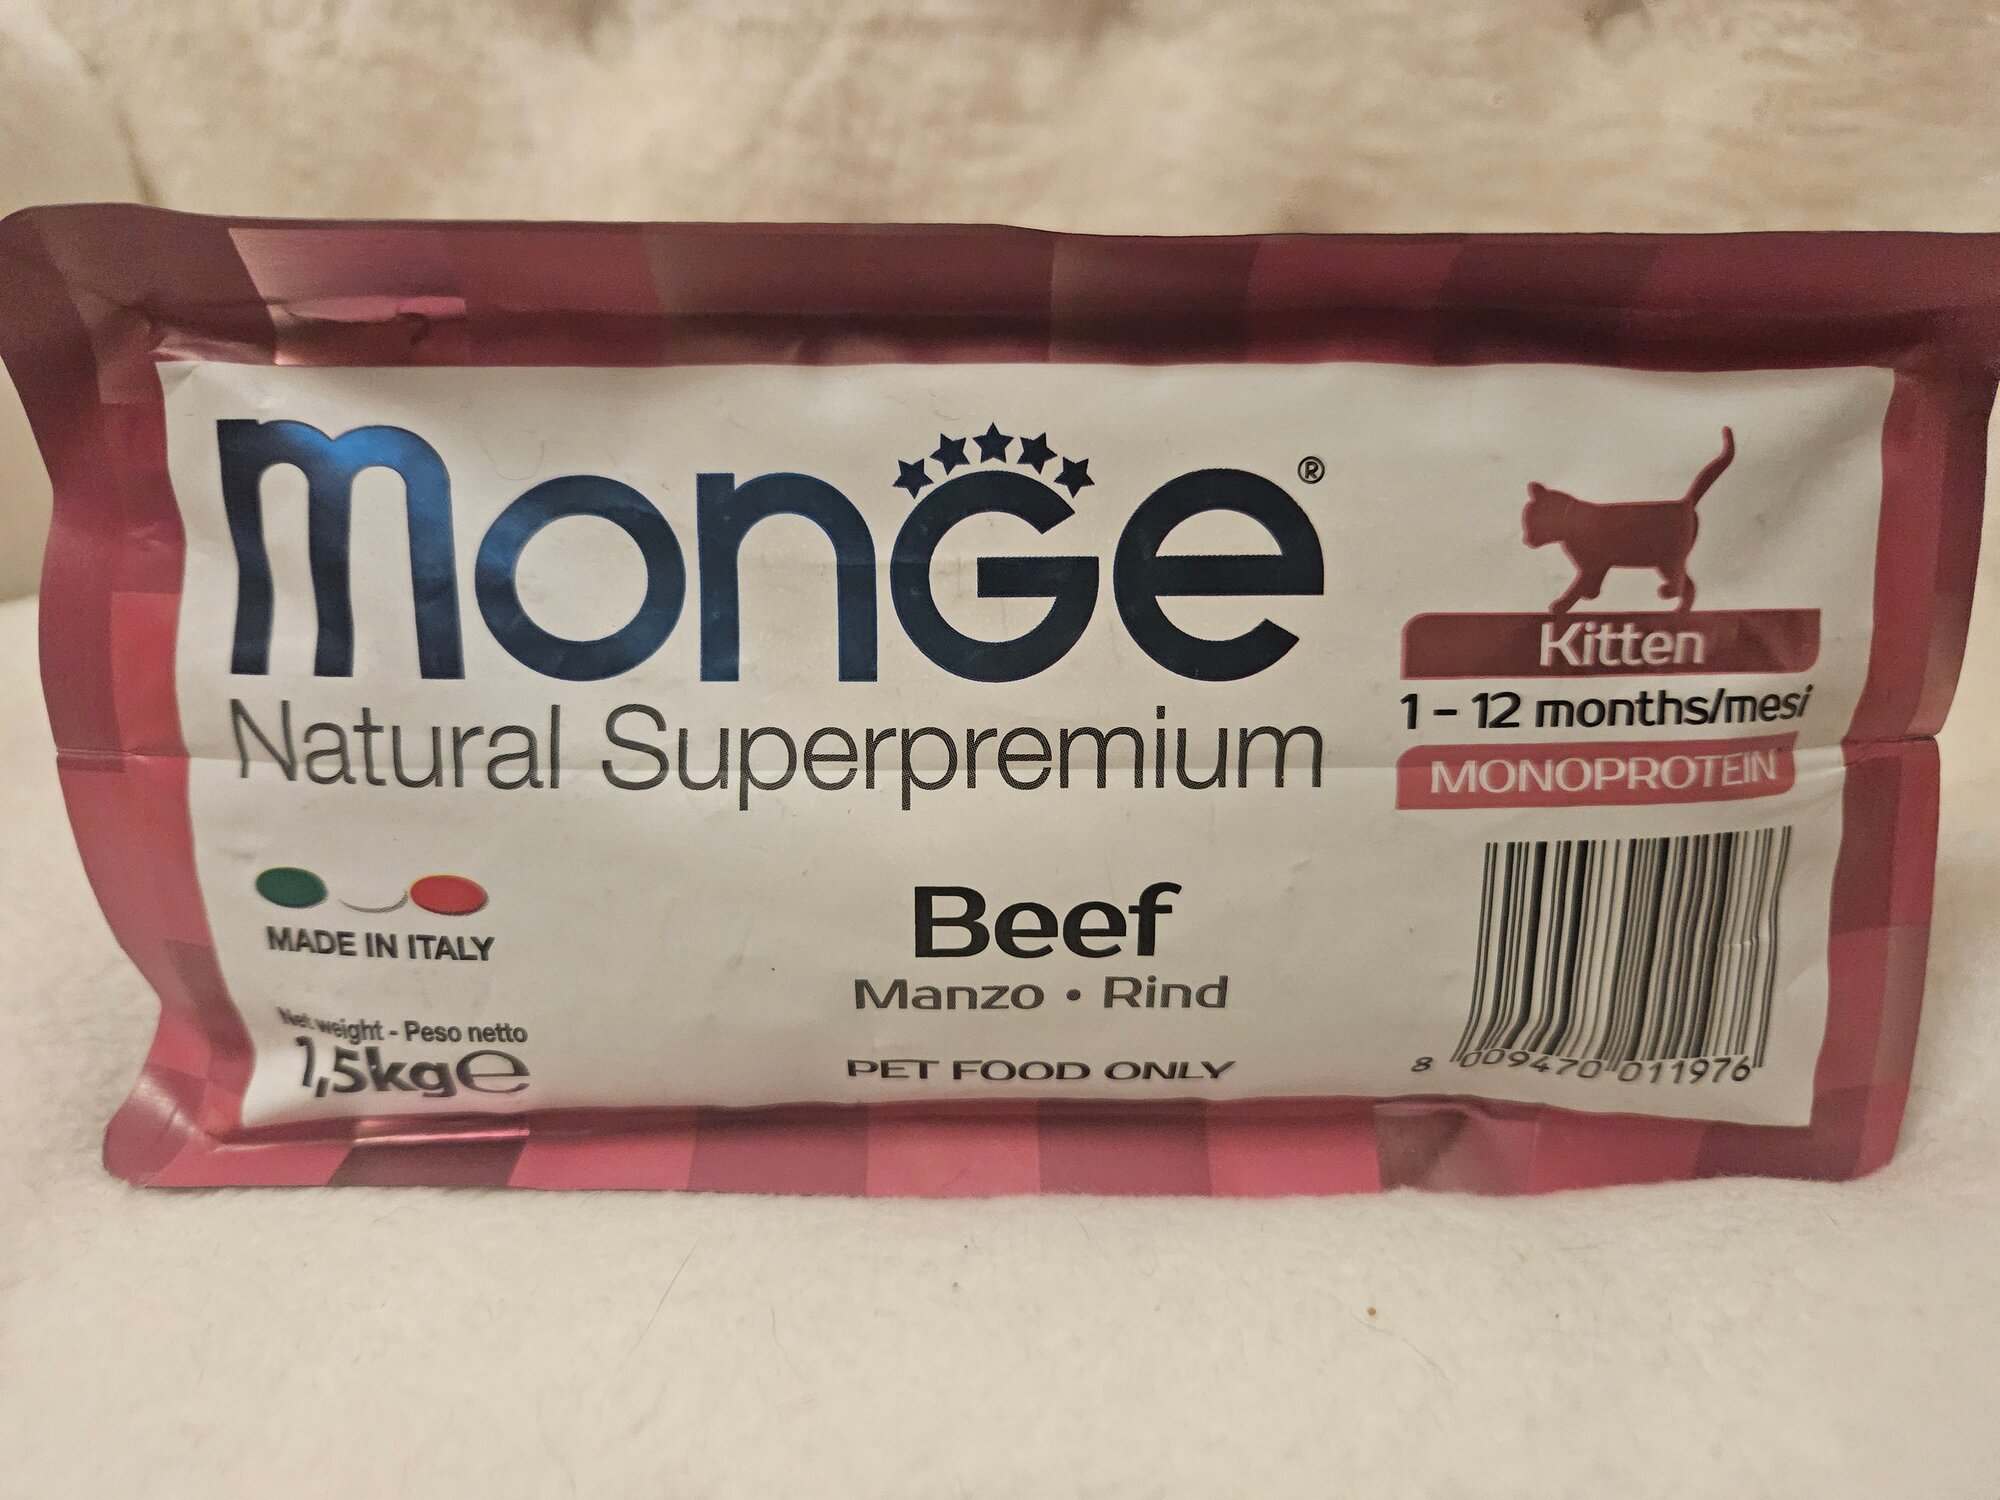 monge®
Natural Superpremium
Kitten
1 - 12 months/mesi
MONOPROTEIN
MADE IN ITALY
Beef
Manzo • Rind
Net weight - Peso netto
1,5kg℮
PET FOOD ONLY
8 009470 011976